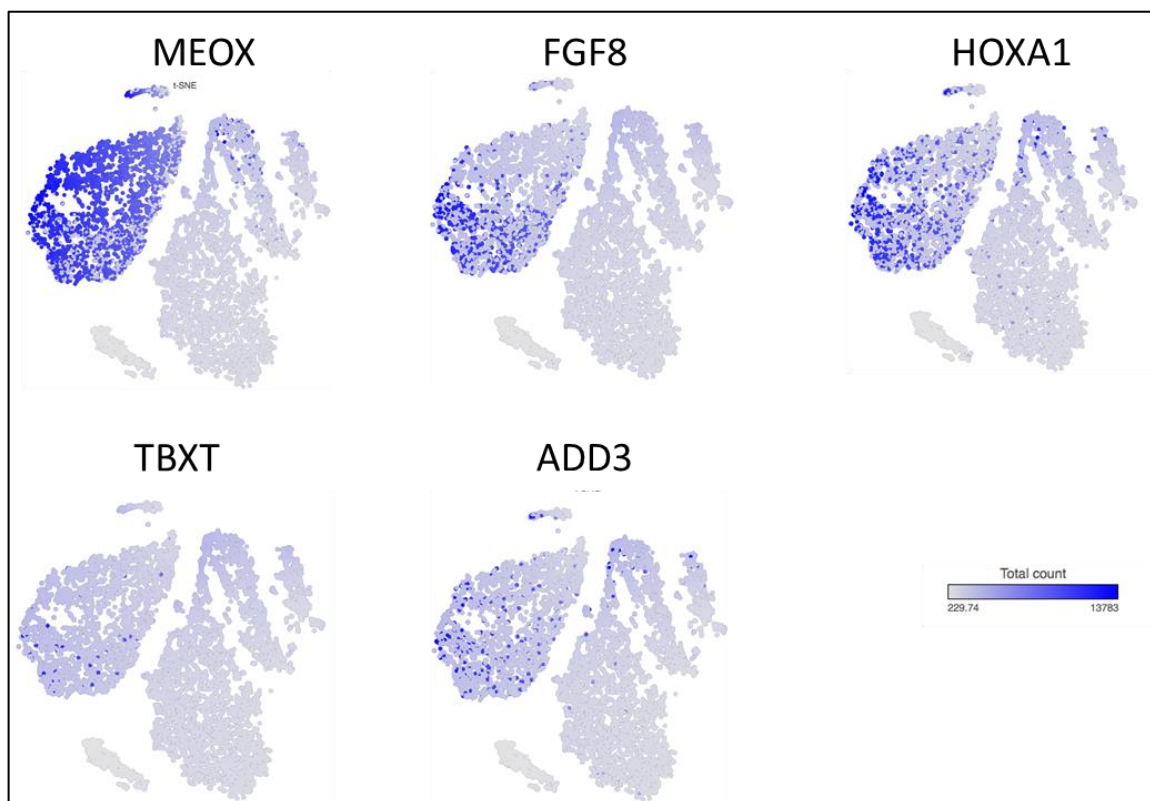 MEOX
FGF8
HOXA1
t-SNE
TBXT
ADD3
Total count
229.74
13783